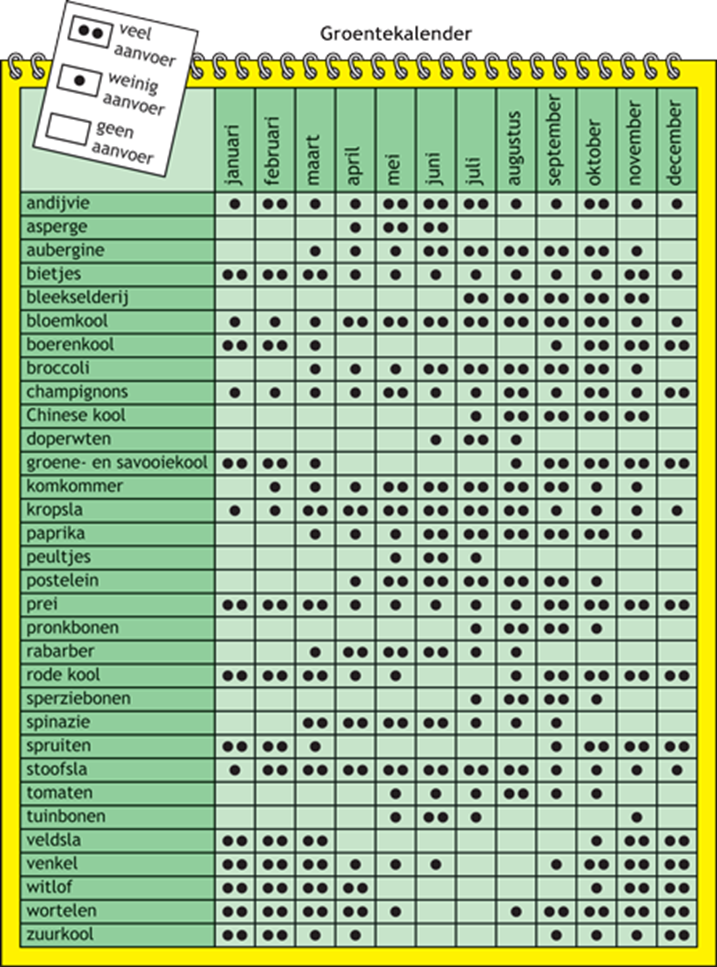 Groentekalender
veel
aanvoer
weinig
aanvoer
geen
aanvoer
januari
februari
maart
april
mei
juni
juli
augustus
september
oktober
november
december
andijvie
asperge
aubergine
bietjes
bleekselderij
bloemkool
boerenkool
broccoli
champignons
Chinese kool
doperwten
groene- en savooiekool
komkommer
kropsla
paprika
peultjes
postelein
prei
pronkbonen
rabarber
rode kool
sperziebonen
spinazie
spruiten
stoofsla
tomaten
tuinbonen
veldsla
venkel
witlof
wortelen
zuurkool